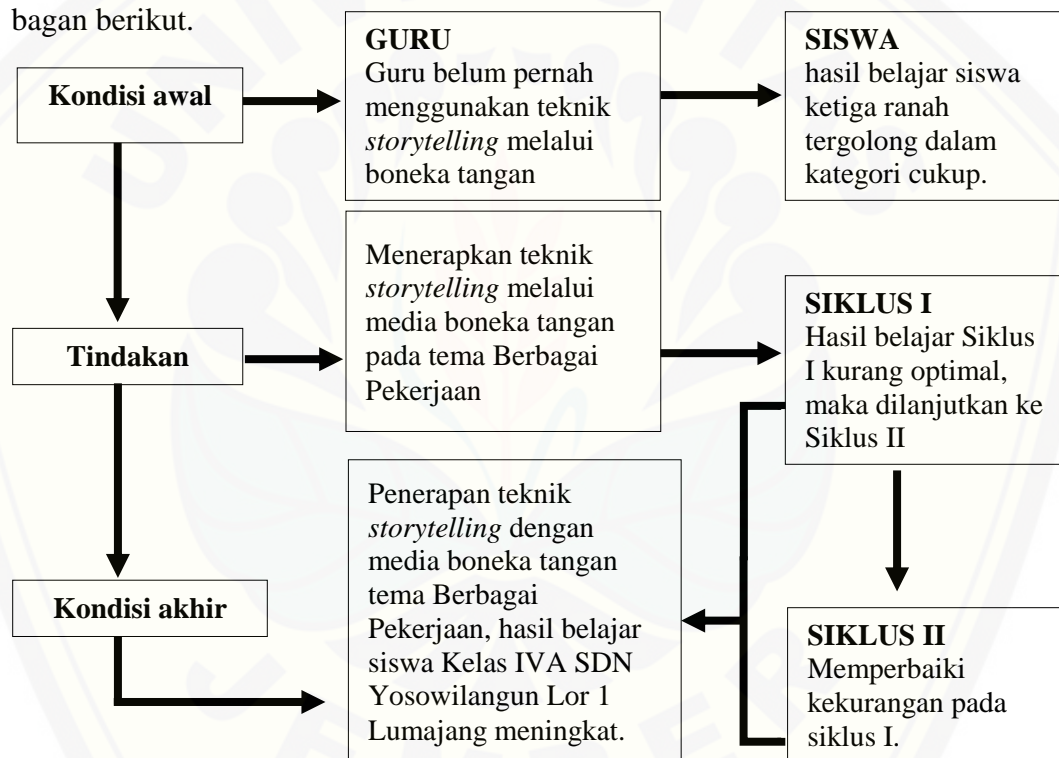 bagan berikut.
Kondisi awal
GURU
Guru belum pernah
menggunakan teknik
storytelling melalui
boneka tangan
SISWA
hasil belajar siswa
ketiga ranah
tergolong dalam
kategori cukup.
Tindakan
Menerapkan teknik
storytelling melalui
media boneka tangan
pada tema Berbagai
Pekerjaan
SIKLUS I
Hasil belajar Siklus
I kurang optimal,
maka dilanjutkan ke
Siklus II
Kondisi akhir
Penerapan teknik
storytelling dengan
media boneka tangan
tema Berbagai
Pekerjaan, hasil belajar
siswa Kelas IVA SDN
Yosowilangun Lor 1
Lumajang meningkat.
SIKLUS II
Memperbaiki
kekurangan pada
siklus I.